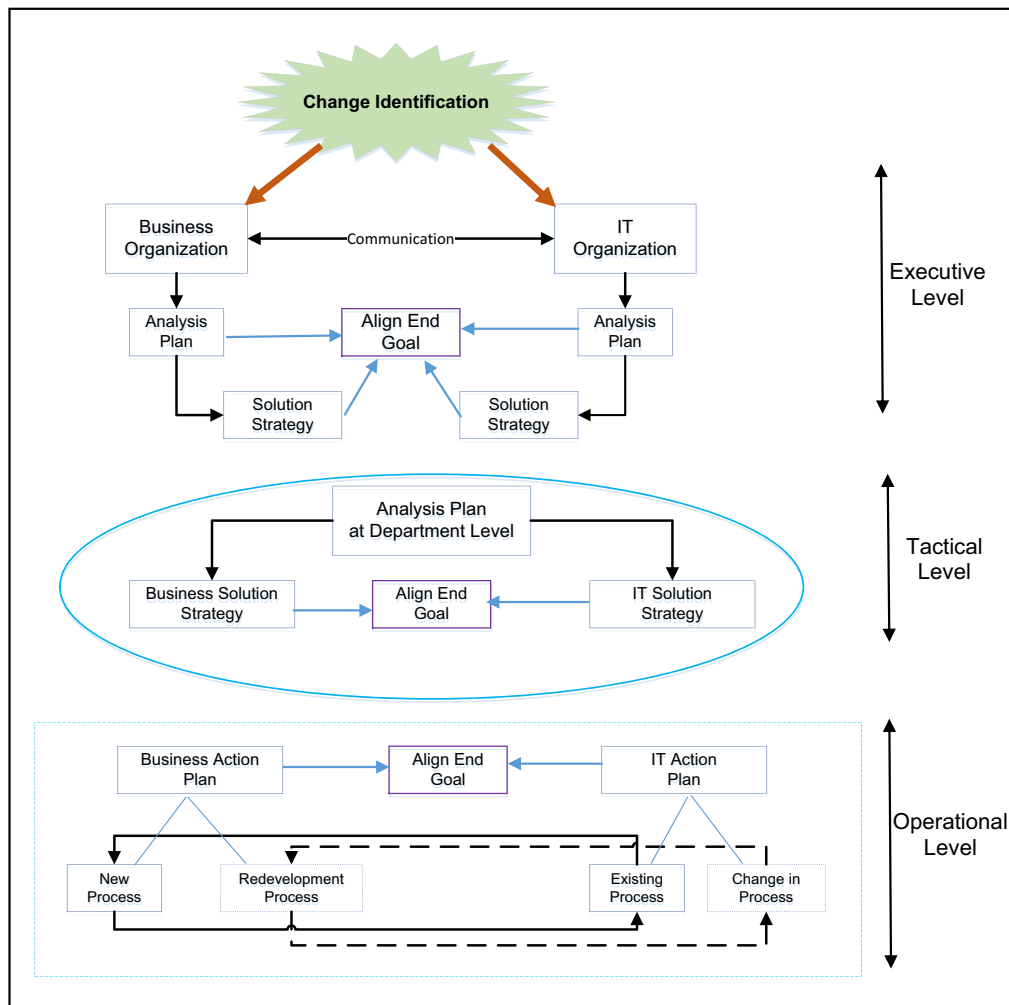 Change Identification
Business
Organization
Communication
IT
Organization
Executive
Level
Analysis
Plan
Align End
Goal
Analysis
Plan
Solution
Strategy
Solution
Strategy
Analysis Plan
at Department Level
Tactical
Level
Business Solution
Strategy
Align End
Goal
IT Solution
Strategy
Business Action
Plan
Align End
Goal
IT Action
Plan
Operational
Level
New
Process
Redevelopment
Process
Existing
Process
Change in
Process